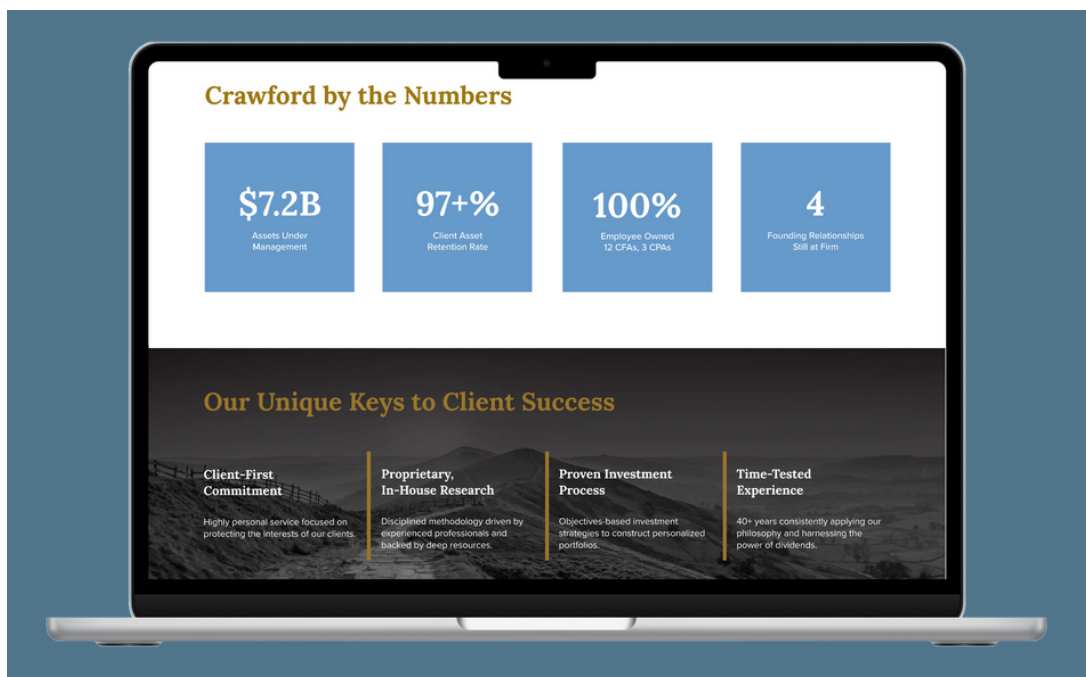 Crawford by the Numbers
$7.2B
Assets Under
Management
97+%
Client Asset
Retention Rate
100%
Employee Owned
12 CFAs, 3 CPAs
4
Founding Relationships
Still at Firm
Our Unique Keys to Client Success
Client-First
Commitment
Highly personal service focused on
protecting the interests of our clients.
Proprietary,
In-House Research
Disciplined methodology driven by
experienced professionals and
backed by deep resources.
Proven Investment
Process
Objectives-based investment
strategies to construct personalized
portfolios.
Time-Tested
Experience
40+ years consistently applying our
philosophy and harnessing the
power of dividends.